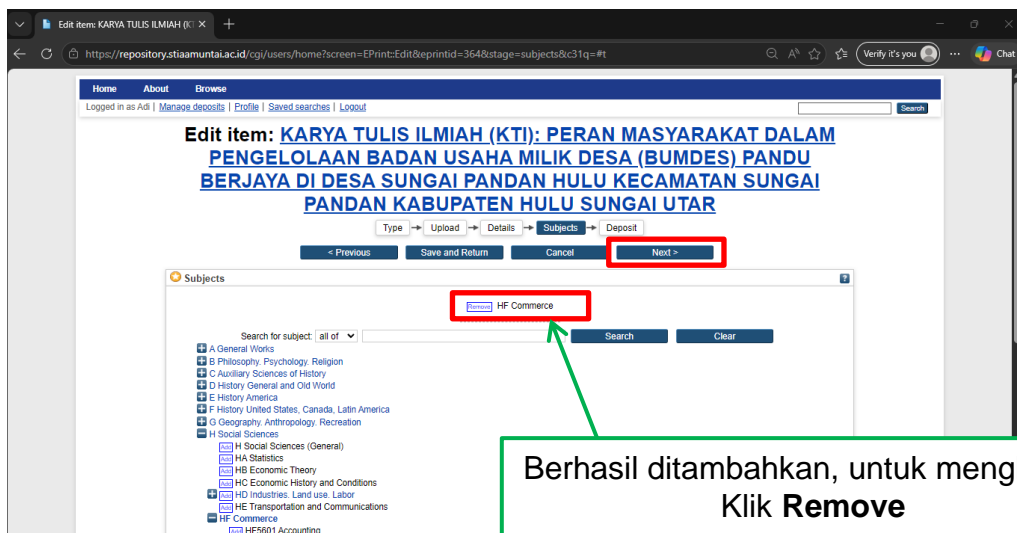 Edit item: KARYA TULIS ILMIAH (KT
https://repository.stiaamuntai.ac.id/cgi/users/home?screen=EPrint::Edit&eprintid=364&stage=subjects&c31q=#t
Verify it's you
Chat
Home About Browse
Logged in as Adi | Manage deposits | Profile | Saved searches | Logout
Search
Edit item: KARYA TULIS ILMIAH (KTI): PERAN MASYARAKAT DALAM
PENGELOLAAN BADAN USAHA MILIK DESA (BUMDES) PANDU
BERJAYA DI DESA SUNGAI PANDAN HULU KECAMATAN SUNGAI
PANDAN KABUPATEN HULU SUNGAI UTAR
Type → Upload → Details → Subjects → Deposit
< Previous Save and Return Cancel Next >
Subjects
?
Remove HF Commerce
Search for subject: all of Search Clear
A General Works
B Philosophy. Psychology. Religion
C Auxiliary Sciences of History
D History General and Old World
E History America
F History United States, Canada, Latin America
G Geography. Anthropology. Recreation
H Social Sciences
Add H Social Sciences (General)
Add HA Statistics
Add HB Economic Theory
Add HC Economic History and Conditions
Add HD Industries. Land use. Labor
Add HE Transportation and Communications
HF Commerce
Add HF5601 Accounting
Berhasil ditambahkan, untuk meng
Klik Remove